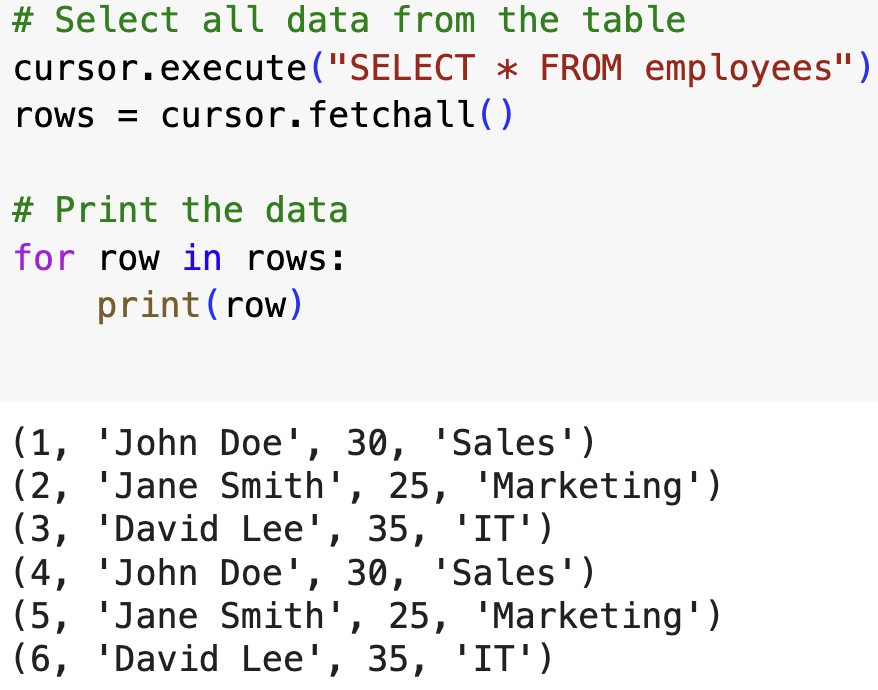 # Select all data from the table
cursor.execute("SELECT * FROM employees")
rows = cursor.fetchall()
# Print the data
for row in rows:
    print(row)
(1, 'John Doe', 30, 'Sales')
(2, 'Jane Smith', 25, 'Marketing')
(3, 'David Lee', 35, 'IT')
(4, 'John Doe', 30, 'Sales')
(5, 'Jane Smith', 25, 'Marketing')
(6, 'David Lee', 35, 'IT')